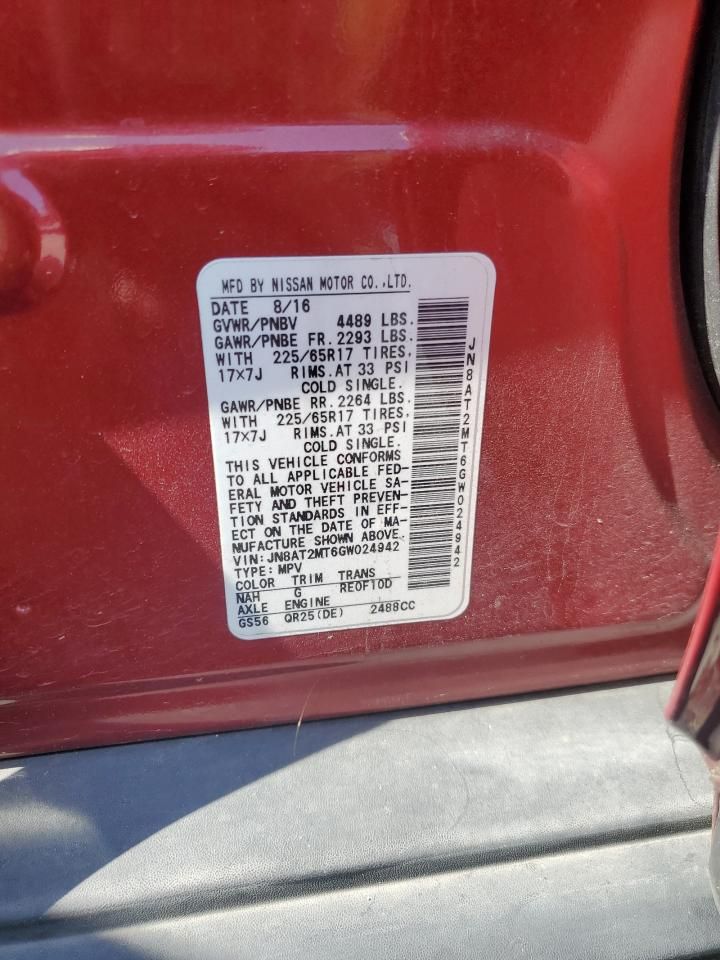 MFD BY NISSAN MOTOR CO.,LTD.
DATE 8/16
GVWR/PNBV 4489 LBS.
GAWR/PNBE FR. 2293 LBS.
WITH 225/65R17 TIRES,
17×7J RIMS.AT 33 PSI
COLD SINGLE.
GAWR/PNBE RR. 2264 LBS.
WITH 225/65R17 TIRES,
17×7J RIMS.AT 33 PSI
COLD SINGLE.
THIS VEHICLE CONFORMS
TO ALL APPLICABLE FED-
ERAL MOTOR VEHICLE SA-
FETY AND THEFT PREVEN-
TION STANDARDS IN EFF-
ECT ON THE DATE OF MA-
NUFACTURE SHOWN ABOVE.
VIN:JN8AT2MT6GW024942
TYPE: MPV
COLOR TRIM TRANS
NAH G RE0F10D
AXLE ENGINE
GS56 QR25(DE) 2488CC
JN8AT2MT6GW024942